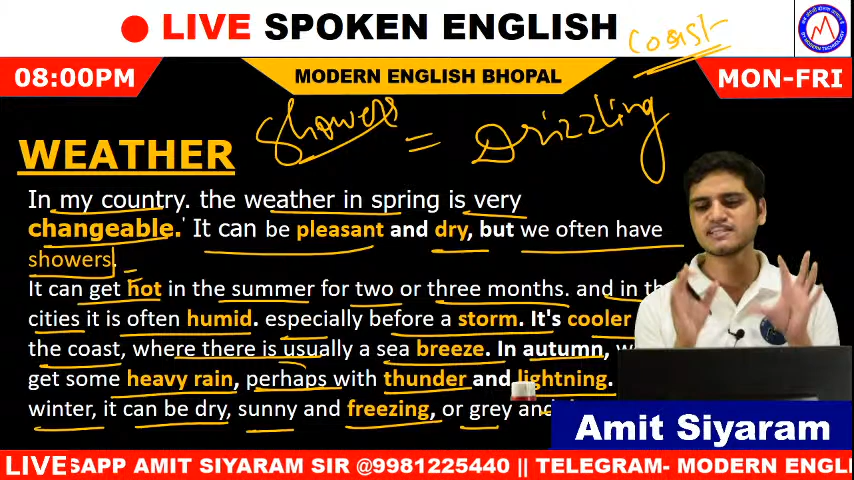 LIVE SPOKEN ENGLISH
coast
08:00PM
MODERN ENGLISH BHOPAL
MON-FRI
Showers = Drizzling
WEATHER
In my country. the weather in spring is very
changeable.' It can be pleasant and dry, but we often have
showers.
It can get hot in the summer for two or three months. and in th
cities it is often humid. especially before a storm. It's cooler
the coast, where there is usually a sea breeze. In autumn, w
get some heavy rain, perhaps with thunder and lightning.
winter, it can be dry, sunny and freezing, or grey and
Amit Siyaram
LIVE SAPP AMIT SIYARAM SIR @9981225440 || TELEGRAM- MODERN ENGL